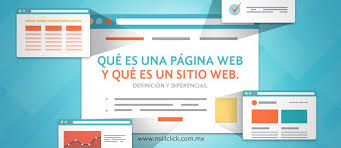 QUÉ ES UNA PÁGINA WEB
Y QUÉ ES UN SITIO WEB.
DEFINICIÓN Y DIFERENCIAS.
www.mailclick.com.mx